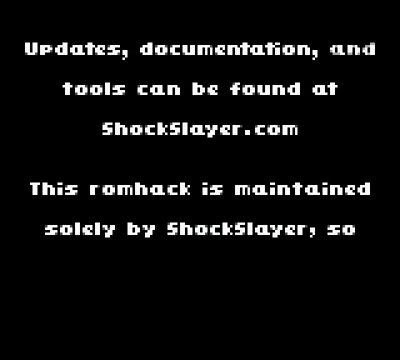 Updates, documentation, and
tools can be found at
ShockSlayer.com
This romhack is maintained
solely by ShockSlayer, so